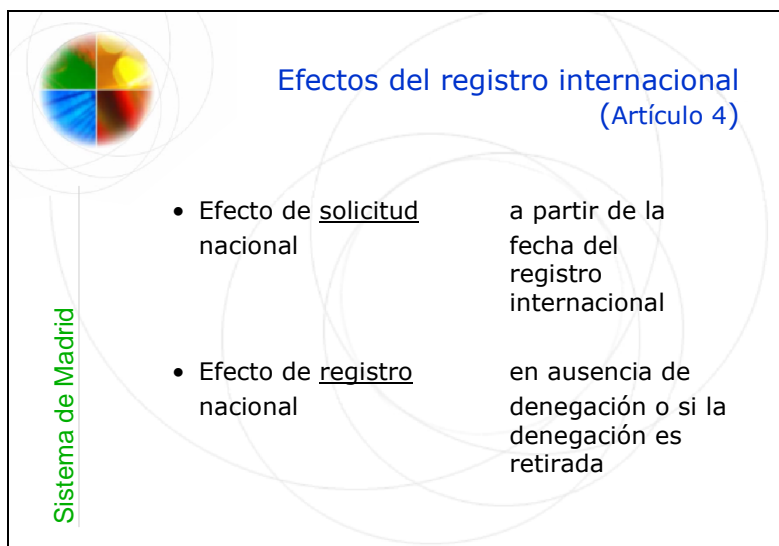 Efectos del registro internacional
(Artículo 4)
• Efecto de solicitud a partir de la
nacional fecha del
registro
internacional
• Efecto de registro en ausencia de
nacional denegación o si la
denegación es
retirada
Sistema de Madrid